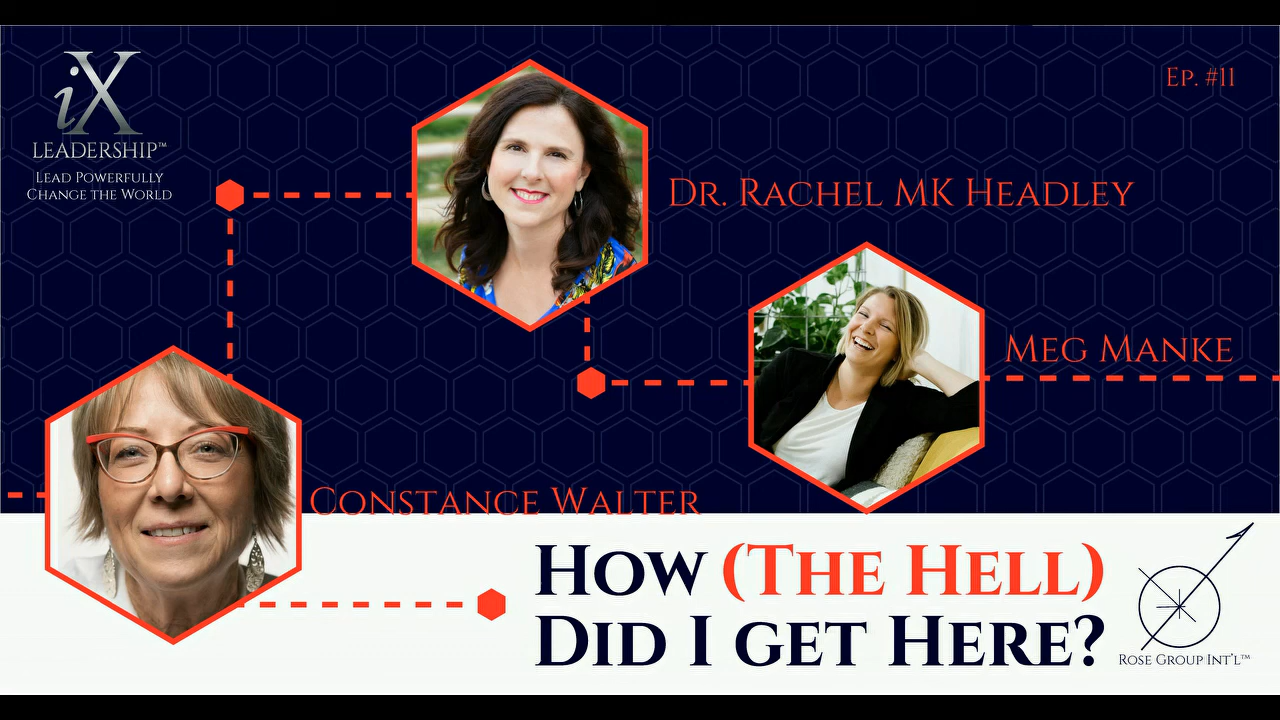 iX
LEADERSHIP™
LEAD POWERFULLY
CHANGE THE WORLD
EP. #11
DR. RACHEL MK HEADLEY
MEG MANKE
CONSTANCE WALTER
HOW (THE HELL)
DID I GET HERE?
ROSE GROUP INT'L™